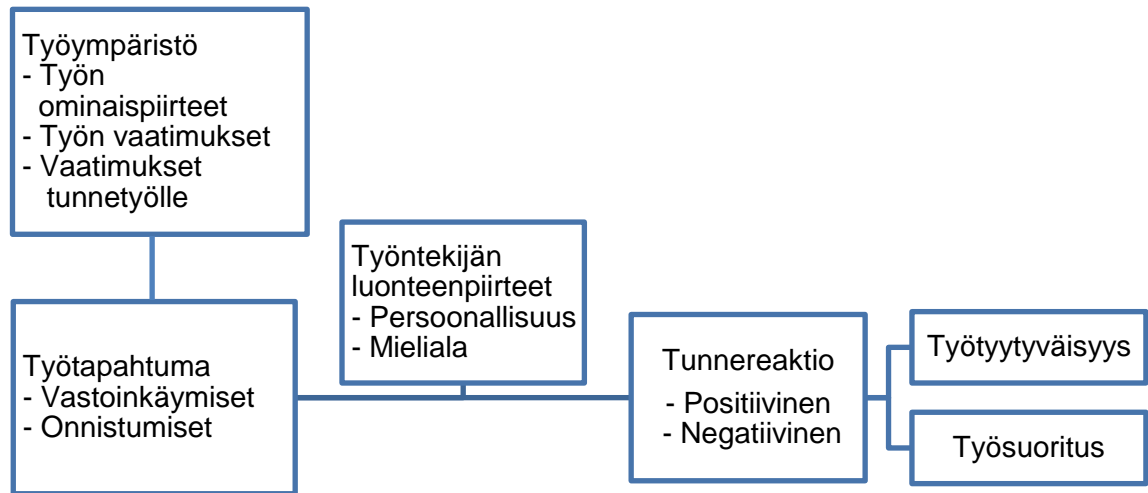 Työympäristö
- Työn
ominaispiirteet
- Työn vaatimukset
- Vaatimukset
tunnetyölle
Työtapahtuma
- Vastoinkäymiset
- Onnistumiset
Työntekijän
luonteenpiirteet
- Persoonallisuus
- Mieliala
Tunnereaktio
- Positiivinen
- Negatiivinen
Työtyytyväisyys
Työsuoritus